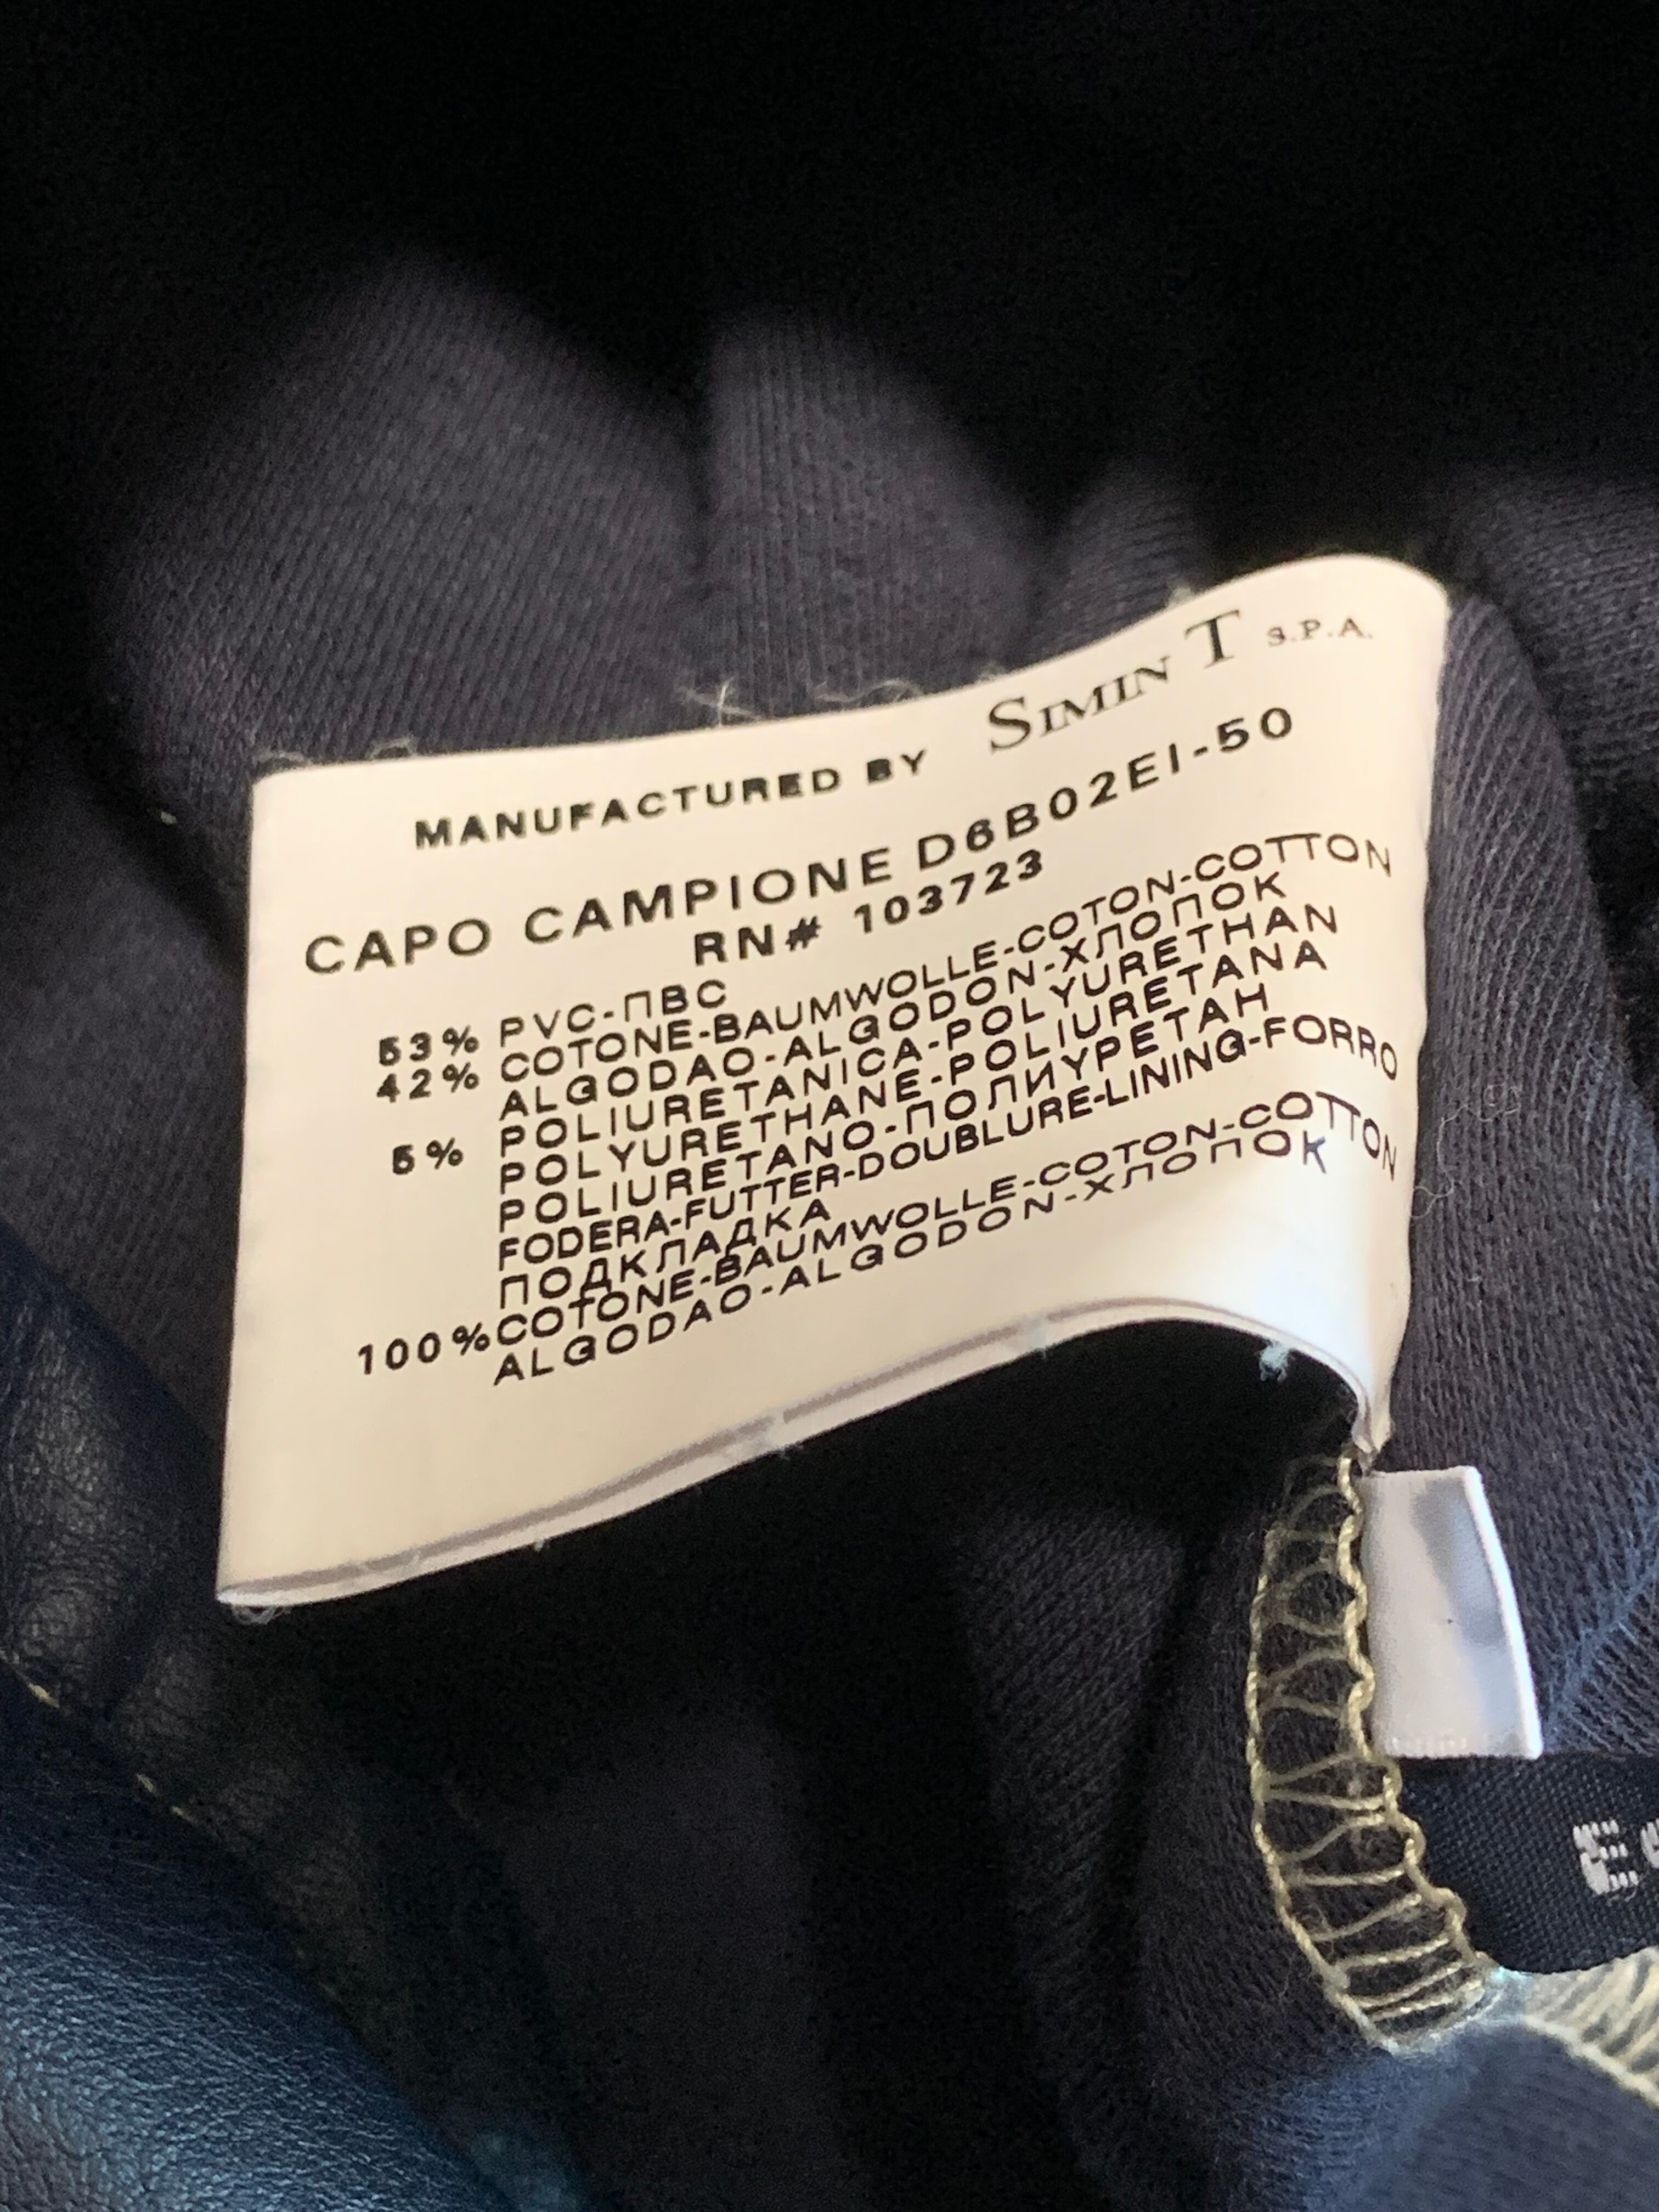 MANUFACTURED BY SIMIN T S.P.A.
CAPO CAMPIONE D6B02EI-50
RN# 103723
53% PVC-ПВС
42% COTONE-BAUMWOLLE-COTON-COTTON
ALGODAO-ALGODON-ХЛОПОК
5% POLIURETANICA-POLYURETHAN
POLYURETHANE-POLIURETANA
POLIURETANO-ПОЛИУРЕТАН
FODERA-FUTTER-DOUBLURE-LINING-FORRO
ПОДКЛАДКА
100% COTONE-BAUMWOLLE-COTON-COTTON
ALGODAO-ALGODON-ХЛОПОК